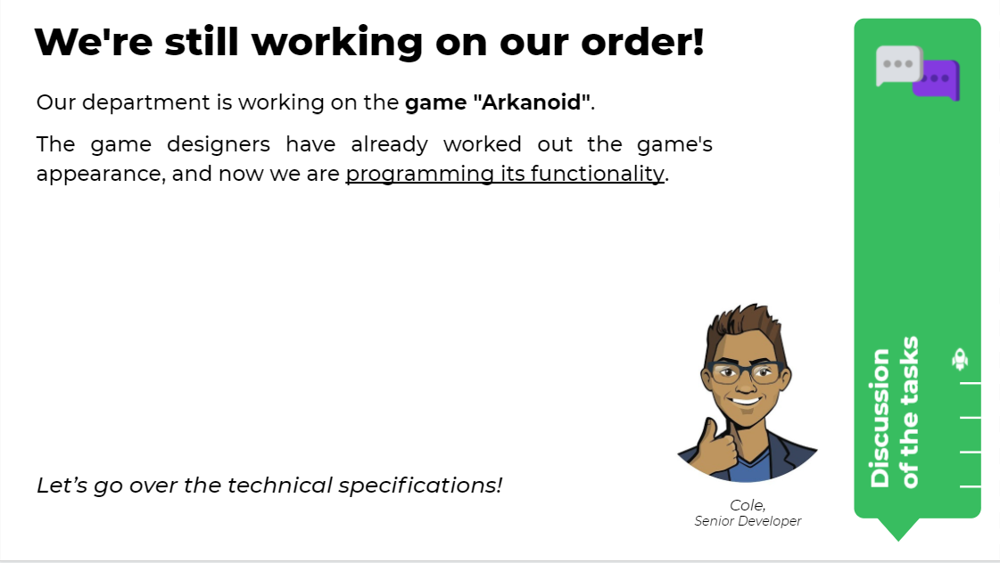 We're still working on our order!
Our department is working on the game "Arkanoid".
The game designers have already worked out the game's
appearance, and now we are programming its functionality.
Let’s go over the technical specifications!
Cole,
Senior Developer
Discussion
of the tasks